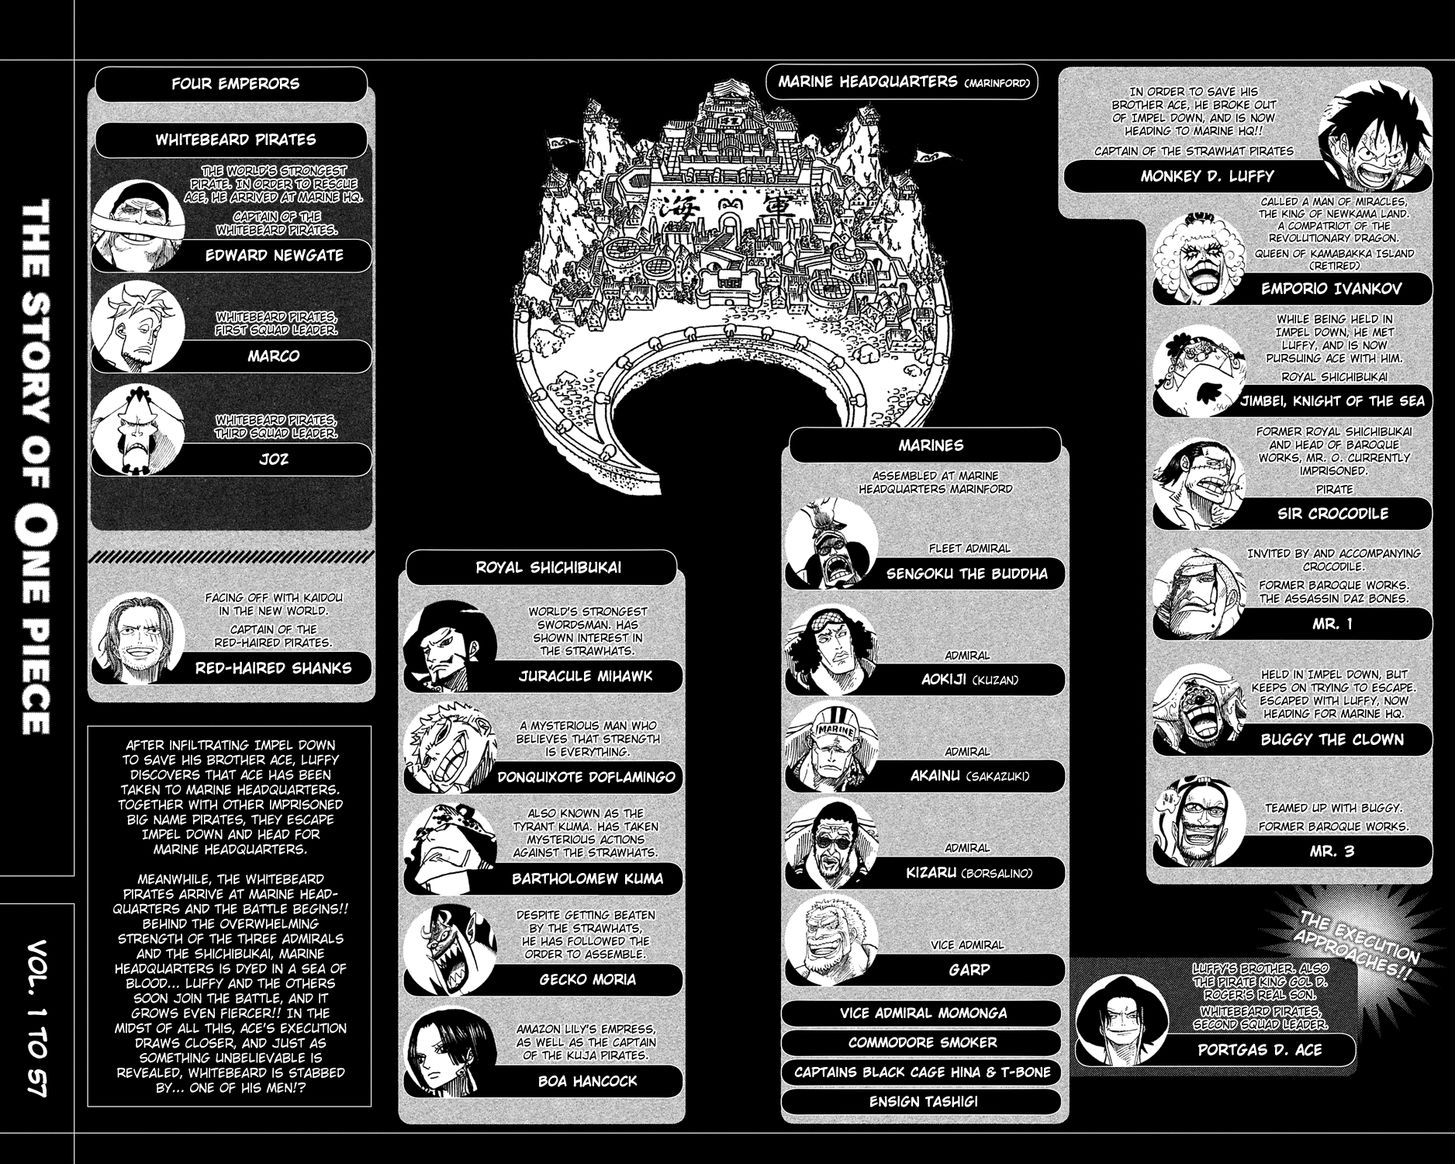 THE STORY OF ONE PIECE
VOL. 1 TO 57
FOUR EMPERORS
WHITEBEARD PIRATES
THE WORLD'S STRONGEST
PIRATE. IN ORDER TO RESCUE
ACE, HE ARRIVED AT MARINE HQ.
CAPTAIN OF THE
WHITEBEARD PIRATES.
EDWARD NEWGATE
WHITEBEARD PIRATES,
FIRST SQUAD LEADER.
MARCO
WHITEBEARD PIRATES,
THIRD SQUAD LEADER.
JOZ
FACING OFF WITH KAIDOU
IN THE NEW WORLD.
CAPTAIN OF THE
RED-HAIRED PIRATES.
RED-HAIRED SHANKS
AFTER INFILTRATING IMPEL DOWN
TO SAVE HIS BROTHER ACE, LUFFY
DISCOVERS THAT ACE HAS BEEN
TAKEN TO MARINE HEADQUARTERS.
TOGETHER WITH OTHER IMPRISONED
BIG NAME PIRATES, THEY ESCAPE
IMPEL DOWN AND HEAD FOR
MARINE HEADQUARTERS.
MEANWHILE, THE WHITEBEARD
PIRATES ARRIVE AT MARINE HEAD-
QUARTERS AND THE BATTLE BEGINS!!
BEHIND THE OVERWHELMING
STRENGTH OF THE THREE ADMIRALS
AND THE SHICHIBUKAI, MARINE
HEADQUARTERS IS DYED IN A SEA OF
BLOOD... LUFFY AND THE OTHERS
SOON JOIN THE BATTLE, AND IT
GROWS EVEN FIERCER!! IN THE
MIDST OF ALL THIS, ACE'S EXECUTION
DRAWS CLOSER, AND JUST AS
SOMETHING UNBELIEVABLE IS
REVEALED, WHITEBEARD IS STABBED
BY... ONE OF HIS MEN!?
MARINE HEADQUARTERS (MARINFORD)
海 軍
ROYAL SHICHIBUKAI
WORLD'S STRONGEST
SWORDSMAN. HAS
SHOWN INTEREST IN
THE STRAWHATS.
JURACULE MIHAWK
A MYSTERIOUS MAN WHO
BELIEVES THAT STRENGTH
IS EVERYTHING.
DONQUIXOTE DOFLAMINGO
ALSO KNOWN AS THE
TYRANT KUMA. HAS TAKEN
MYSTERIOUS ACTIONS
AGAINST THE STRAWHATS.
BARTHOLOMEW KUMA
DESPITE GETTING BEATEN
BY THE STRAWHATS,
HE HAS FOLLOWED THE
ORDER TO ASSEMBLE.
GECKO MORIA
AMAZON LILY'S EMPRESS,
AS WELL AS THE CAPTAIN
OF THE KUJA PIRATES.
BOA HANCOCK
MARINES
ASSEMBLED AT MARINE
HEADQUARTERS MARINFORD
FLEET ADMIRAL
SENGOKU THE BUDDHA
ADMIRAL
AOKIJI (KUZAN)
MARINE
ADMIRAL
AKAINU (SAKAZUKI)
ADMIRAL
KIZARU (BORSALINO)
VICE ADMIRAL
GARP
VICE ADMIRAL MOMONGA
COMMODORE SMOKER
CAPTAINS BLACK CAGE HINA & T-BONE
ENSIGN TASHIGI
IN ORDER TO SAVE HIS
BROTHER ACE, HE BROKE OUT
OF IMPEL DOWN, AND IS NOW
HEADING TO MARINE HQ!!
CAPTAIN OF THE STRAWHAT PIRATES
MONKEY D. LUFFY
CALLED A MAN OF MIRACLES,
THE KING OF NEWKAMA LAND.
A COMPATRIOT OF THE
REVOLUTIONARY DRAGON.
QUEEN OF KAMABAKKA ISLAND
(RETIRED)
EMPORIO IVANKOV
WHILE BEING HELD IN
IMPEL DOWN, HE MET
LUFFY, AND IS NOW
PURSUING ACE WITH HIM.
ROYAL SHICHIBUKAI
JIMBEI, KNIGHT OF THE SEA
FORMER ROYAL SHICHIBUKAI
AND HEAD OF BAROQUE
WORKS, MR. 0. CURRENTLY
IMPRISONED.
PIRATE
SIR CROCODILE
INVITED BY AND ACCOMPANYING
CROCODILE.
FORMER BAROQUE WORKS.
THE ASSASSIN DAZ BONES.
MR. 1
HELD IN IMPEL DOWN, BUT
KEEPS ON TRYING TO ESCAPE.
ESCAPED WITH LUFFY, NOW
HEADING FOR MARINE HQ.
BUGGY THE CLOWN
TEAMED UP WITH BUGGY.
FORMER BAROQUE WORKS.
MR. 3
THE EXECUTION
APPROACHES!!
LUFFY'S BROTHER. ALSO
THE PIRATE KING GOL D.
ROGER'S REAL SON.
WHITEBEARD PIRATES,
SECOND SQUAD LEADER.
PORTGAS D. ACE